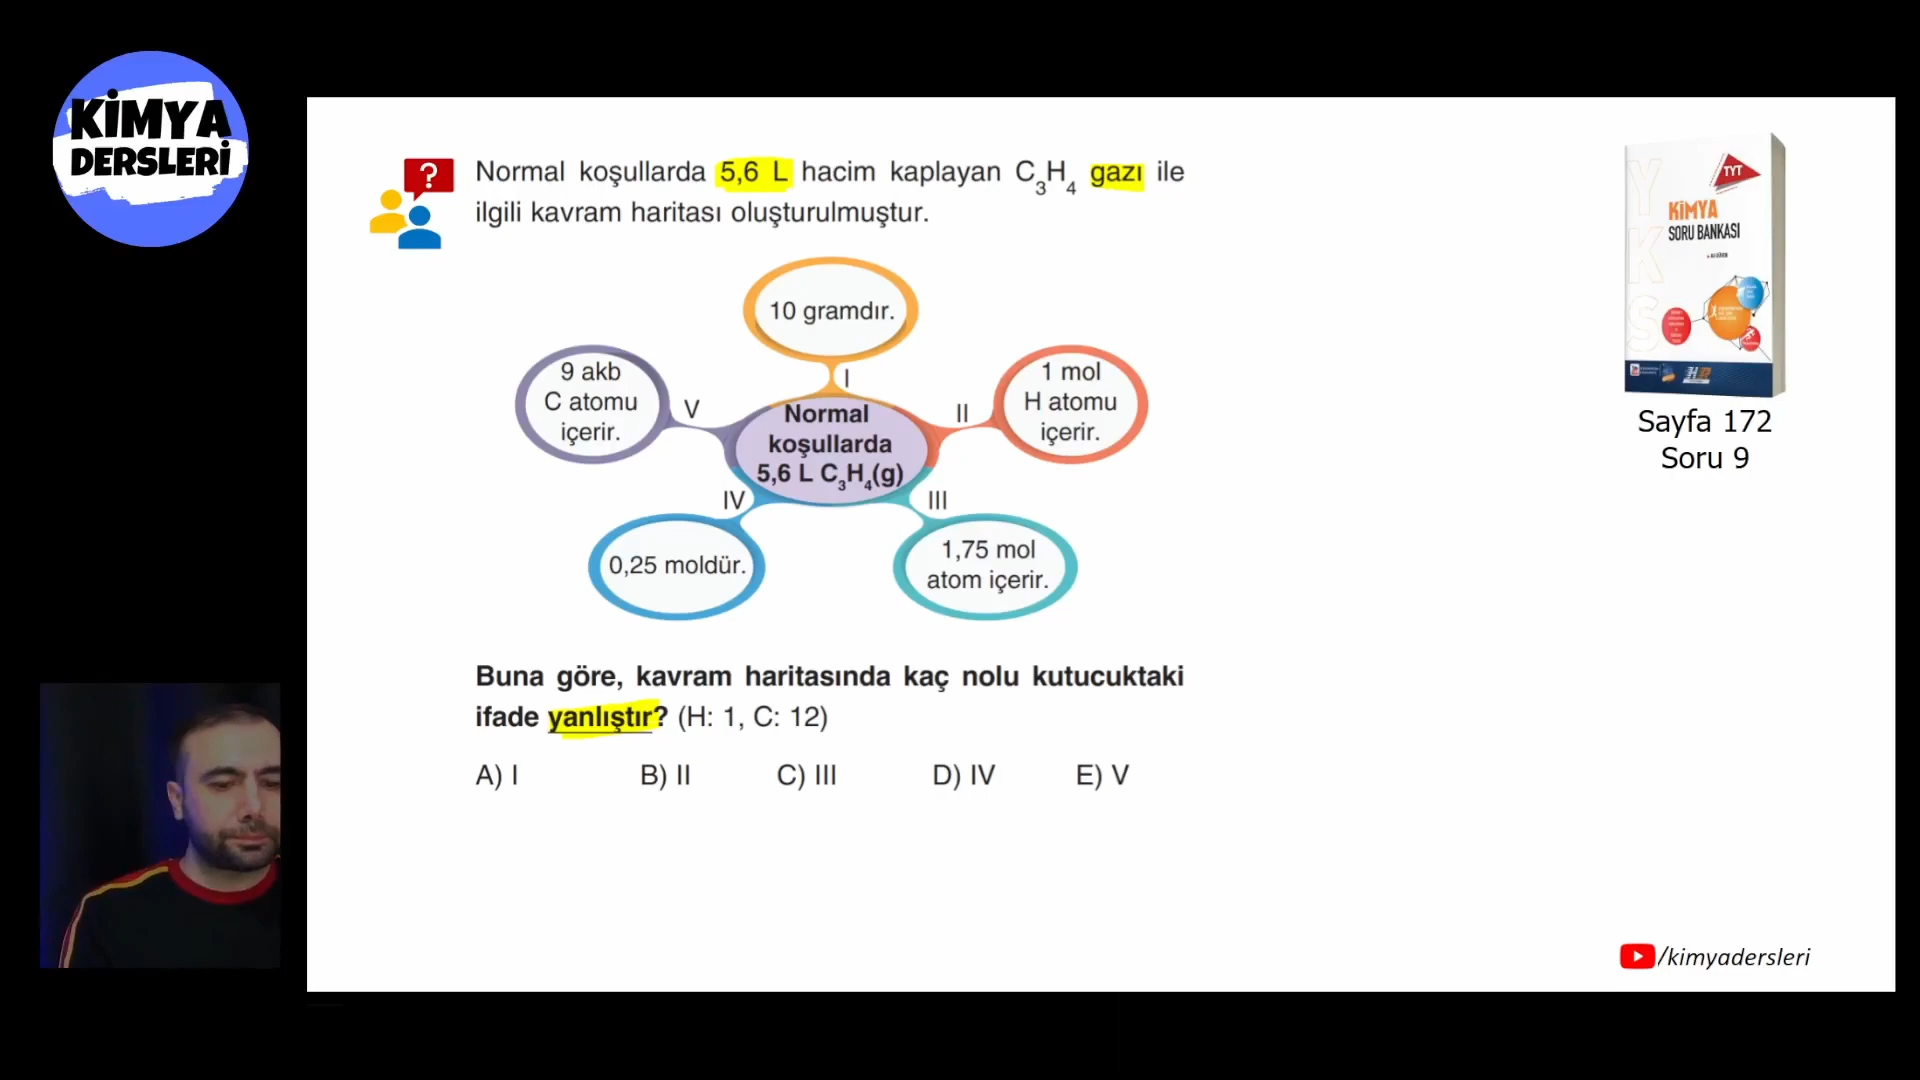 KİMYA
DERSLERİ
?
Normal koşullarda 5,6 L hacim kaplayan C₃H₄ gazı ile
ilgili kavram haritası oluşturulmuştur.
10 gramdır.
I
9 akb
C atomu
içerir.
V
1 mol
H atomu
içerir.
II
Normal
koşullarda
5,6 L C₃H₄(g)
IV
III
0,25 moldür.
1,75 mol
atom içerir.
Buna göre, kavram haritasında kaç nolu kutucuktaki
ifade yanlıştır? (H: 1, C: 12)
A) I
B) II
C) III
D) IV
E) V
YKS
TYT
KİMYA
SORU BANKASI
Sayfa 172
Soru 9
/kimyadersleri